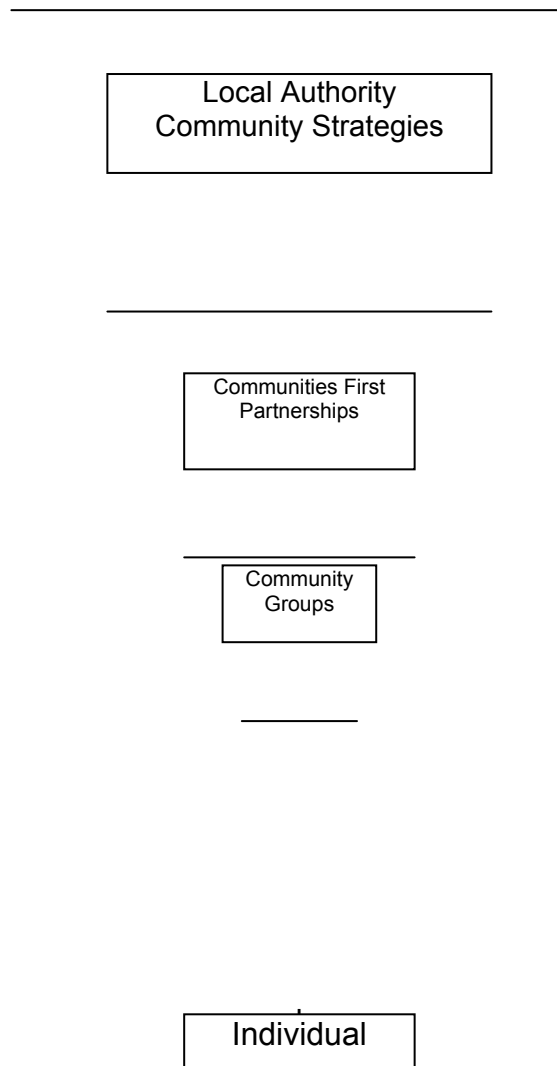 Local Authority
Community Strategies
Communities First
Partnerships
Community
Groups
Individual